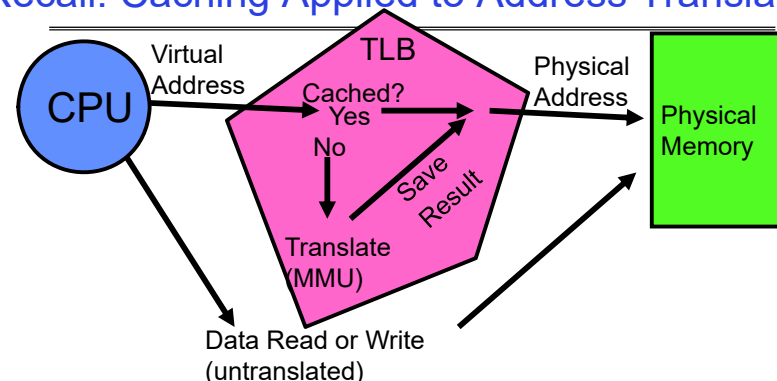 Recall: Caching Applied to Address Transla
Virtual
Address
TLB
CPU
Cached?
Yes
No
Save
Result
Translate
(MMU)
Physical
Address
Physical
Memory
Data Read or Write
(untranslated)